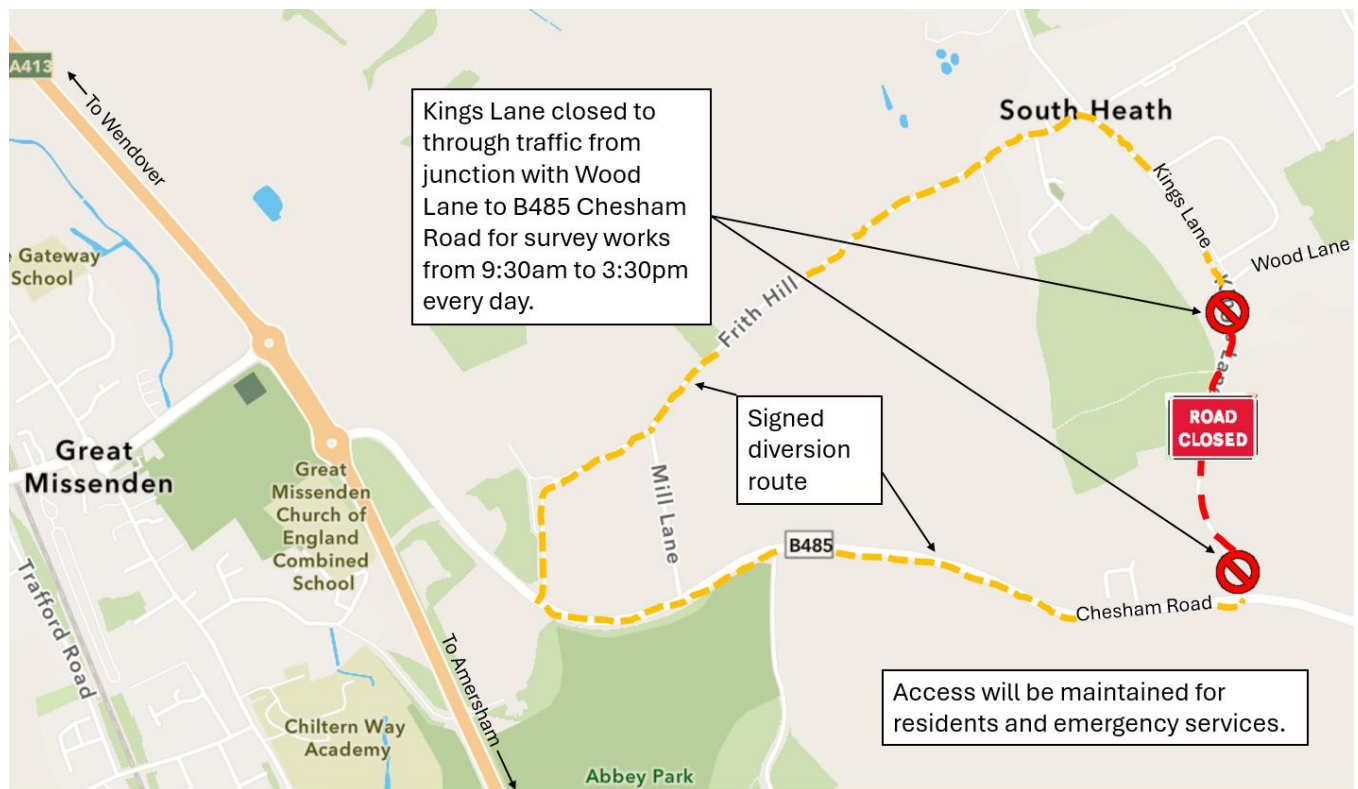 A413
To Wendover
Kings Lane closed to
through traffic from
junction with Wood
Lane to B485 Chesham
Road for survey works
from 9:30am to 3:30pm
every day.
South Heath
Kings Lane
Wood Lane
e Gateway
School
Frith Hill
ROAD
CLOSED
Signed
diversion
route
Great
Missenden
Great
Missenden
Church of
England
Combined
School
Mill Lane
B485
Chesham Road
Trafford Road
To Amersham
Access will be maintained for
residents and emergency services.
Chiltern Way
Academy
Abbey Park